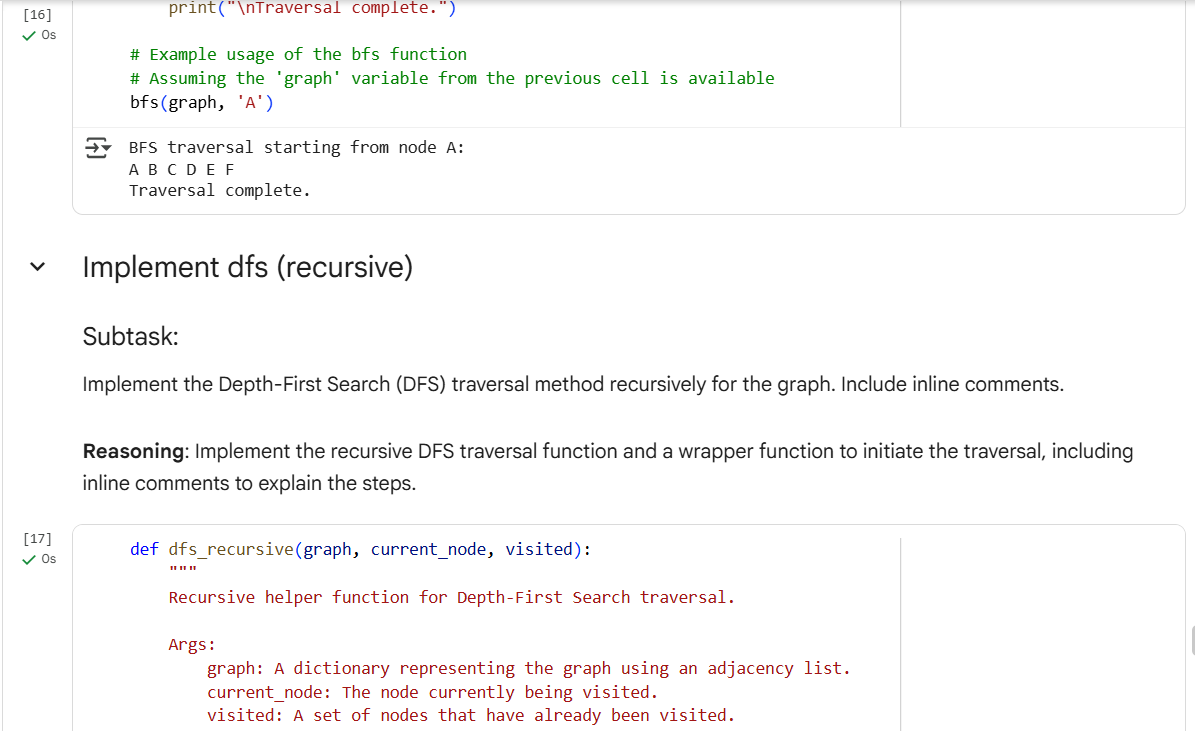 [16]
print("\nTraversal complete.")
0s
# Example usage of the bfs function
# Assuming the 'graph' variable from the previous cell is available
bfs(graph, 'A')
BFS traversal starting from node A:
A B C D E F
Traversal complete.
Implement dfs (recursive)
Subtask:
Implement the Depth-First Search (DFS) traversal method recursively for the graph. Include inline comments.
Reasoning: Implement the recursive DFS traversal function and a wrapper function to initiate the traversal, including
inline comments to explain the steps.
[17]
0s
def dfs_recursive(graph, current_node, visited):
"""
Recursive helper function for Depth-First Search traversal.
Args:
graph: A dictionary representing the graph using an adjacency list.
current_node: The node currently being visited.
visited: A set of nodes that have already been visited.